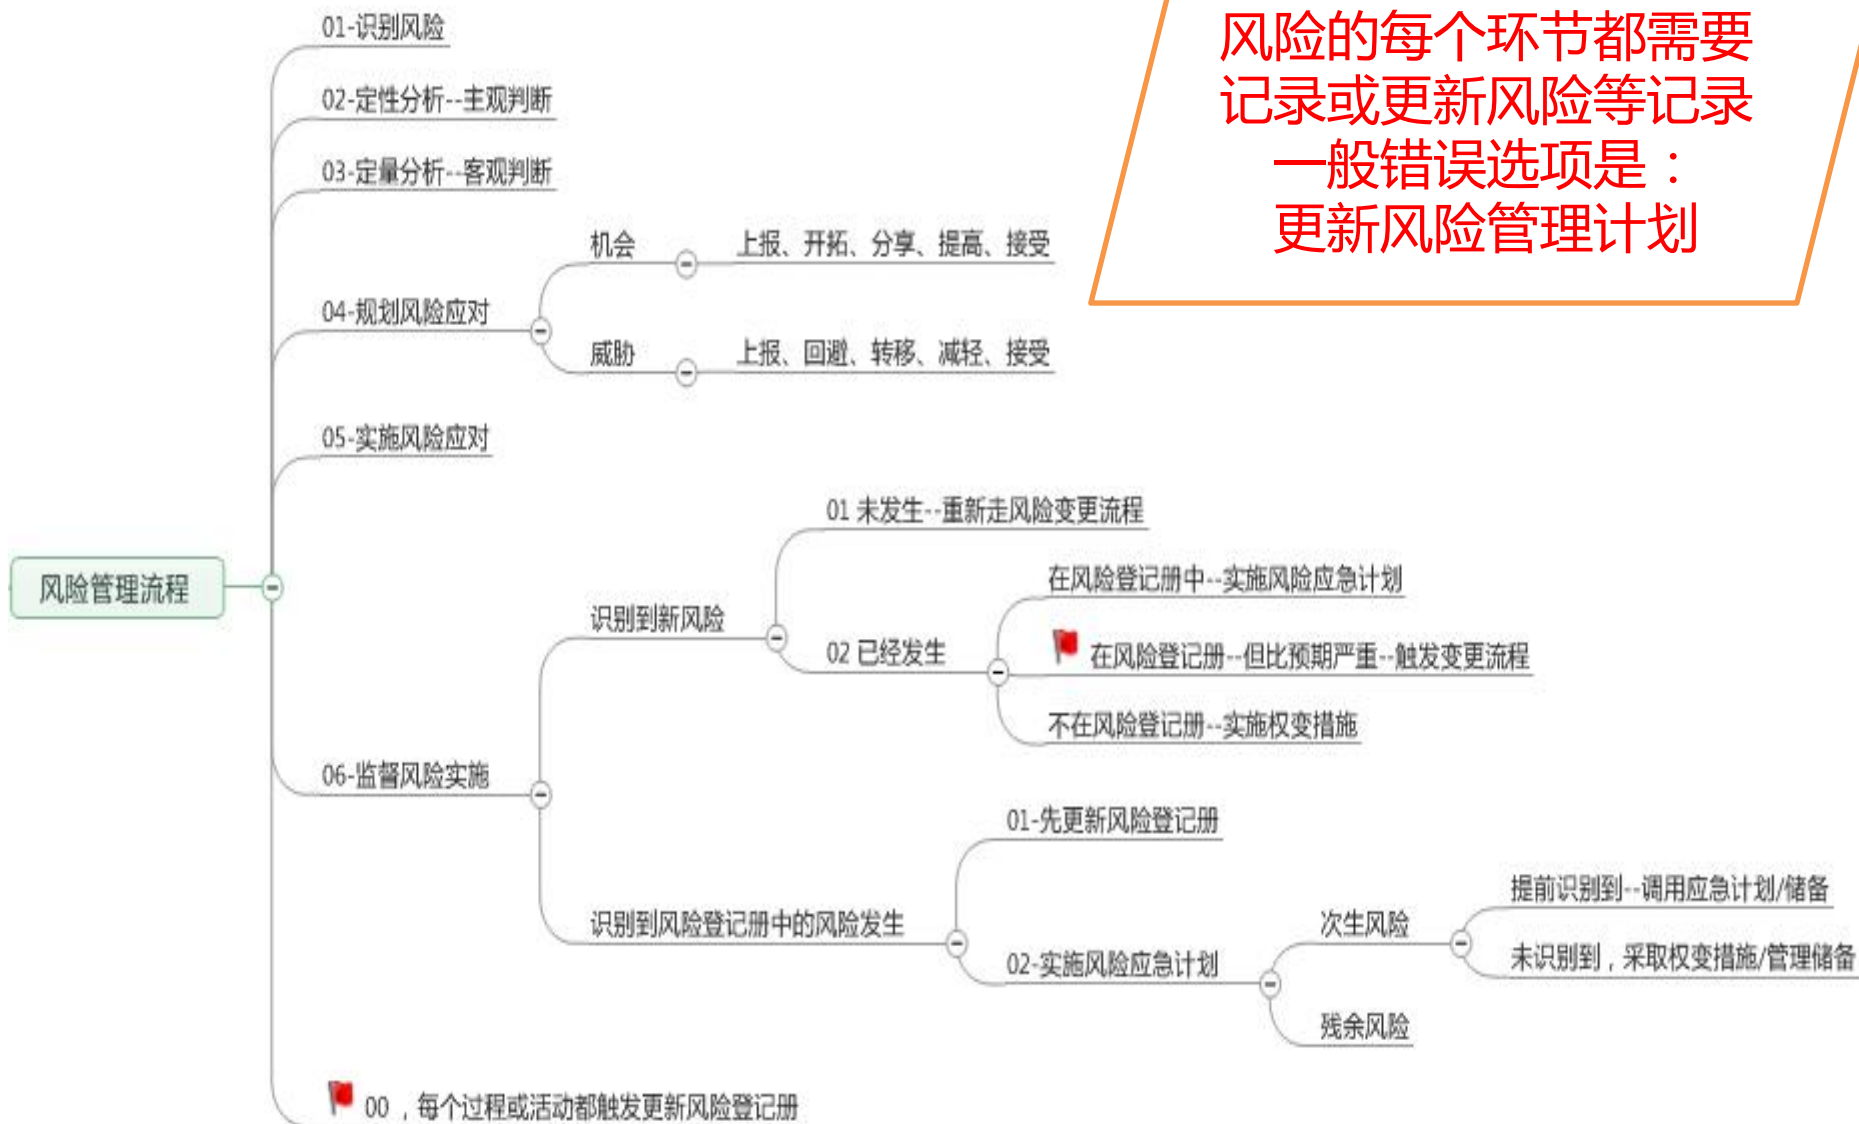 01-识别风险
02-定性分析--主观判断
03-定量分析--客观判断
04-规划风险应对
机会
上报、开拓、分享、提高、接受
威胁
上报、回避、转移、减轻、接受
05-实施风险应对
风险管理流程
06-监督风险实施
识别到新风险
01 未发生--重新走风险变更流程
02 已经发生
在风险登记册中--实施风险应急计划
在风险登记册--但比预期严重--触发变更流程
不在风险登记册--实施权变措施
识别到风险登记册中的风险发生
01-先更新风险登记册
02-实施风险应急计划
次生风险
提前识别到--调用应急计划/储备
未识别到，采取权变措施/管理储备
残余风险
00 ，每个过程或活动都触发更新风险登记册
风险的每个环节都需要
记录或更新风险等记录
一般错误选项是：
更新风险管理计划